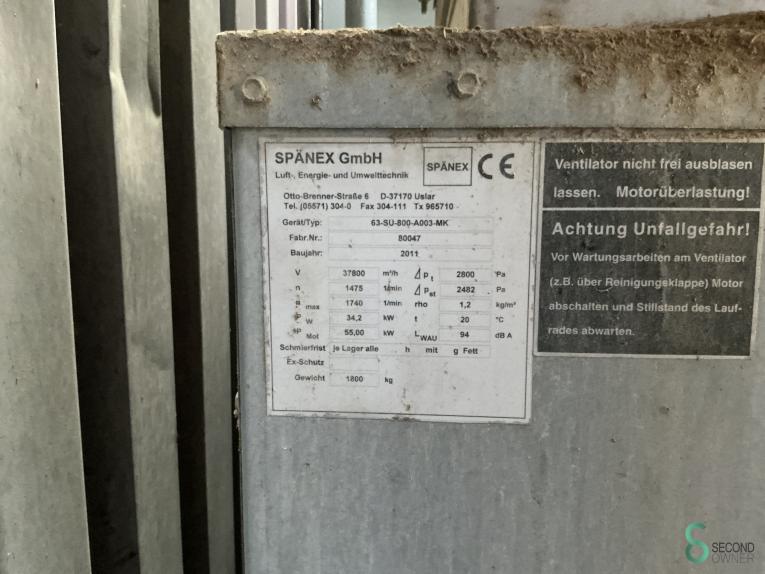 SPÄNEX GmbH
Luft-, Energie- und Umwelttechnik
SPÄNEX CE
Otto-Brenner-Straße 6 D-37170 Uslar
Tel. (05571) 304-0 Fax 304-111 Tx 965710
Gerät/Typ: 63-SU-800-A003-MK
Fabr.Nr.: 80047
Baujahr: 2011
V 37800 m³/h Δ pt 2800 Pa
n 1475 1/min Δ pst 2482 Pa
n max 1740 1/min rho 1,2 kg/m³
P W 34,2 kW t 20 °C
P Mot 55,00 kW LWAU 94 dB A
Schmierfrist je Lager alle h mit g Fett
Ex-Schutz
Gewicht 1800 kg
Ventilator nicht frei ausblasen
lassen. Motorüberlastung!
Achtung Unfallgefahr!
Vor Wartungsarbeiten am Ventilator
(z.B. über Reinigungsklappe) Motor
abschalten und Stillstand des Lauf-
rades abwarten.
SECOND
OWNER